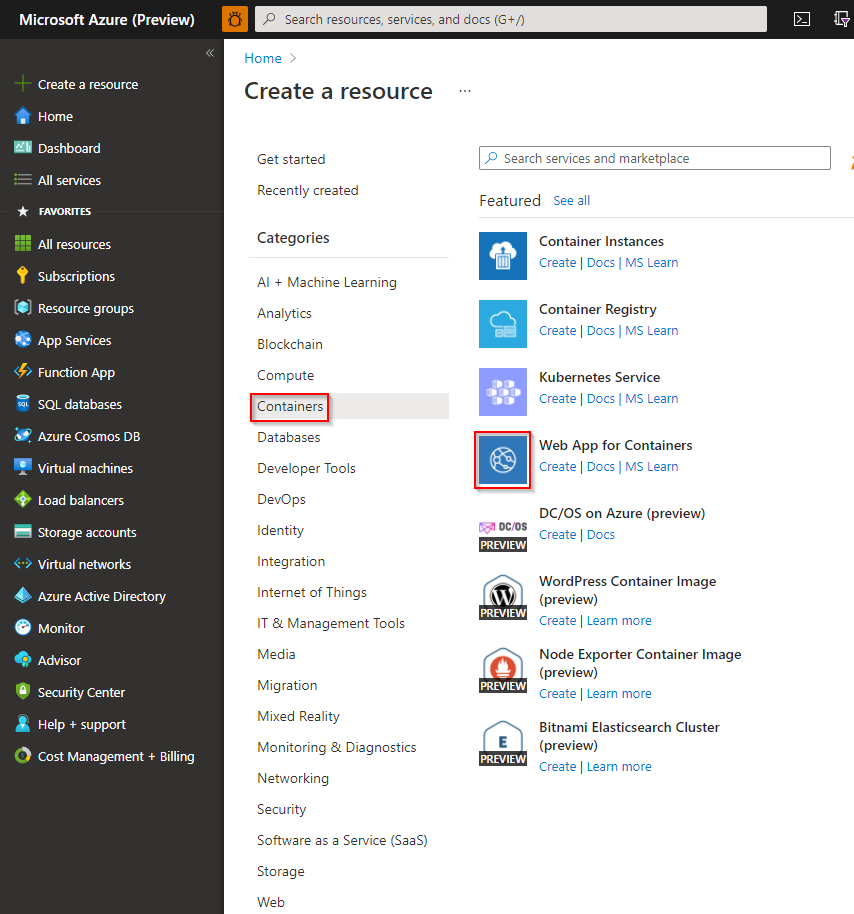 Microsoft Azure (Preview)
Search resources, services, and docs (G+/)
«
Create a resource
Home
Dashboard
All services
FAVORITES
All resources
Subscriptions
Resource groups
App Services
Function App
SQL databases
Azure Cosmos DB
Virtual machines
Load balancers
Storage accounts
Virtual networks
Azure Active Directory
Monitor
Advisor
Security Center
Help + support
Cost Management + Billing
Home >
Create a resource ...
Get started
Recently created
Categories
AI + Machine Learning
Analytics
Blockchain
Compute
Containers
Databases
Developer Tools
DevOps
Identity
Integration
Internet of Things
IT & Management Tools
Media
Migration
Mixed Reality
Monitoring & Diagnostics
Networking
Security
Software as a Service (SaaS)
Storage
Web
Search services and marketplace
Featured See all
Container Instances
Create | Docs | MS Learn
Container Registry
Create | Docs | MS Learn
Kubernetes Service
Create | Docs | MS Learn
Web App for Containers
Create | Docs | MS Learn
DC/OS
PREVIEW
DC/OS on Azure (preview)
Create | Docs
PREVIEW
WordPress Container Image
(preview)
Create | Learn more
PREVIEW
Node Exporter Container Image
(preview)
Create | Learn more
E
PREVIEW
Bitnami Elasticsearch Cluster
(preview)
Create | Learn more